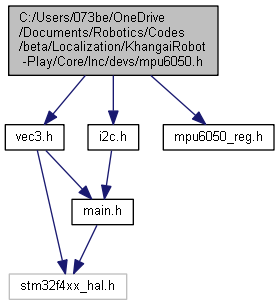 C:/Users/073be/OneDrive
/Documents/Robotics/Codes
/beta/Localization/KhangaiRobot
-Play/Core/Inc/devs/mpu6050.h
vec3.h
i2c.h
mpu6050_reg.h
main.h
stm32f4xx_hal.h